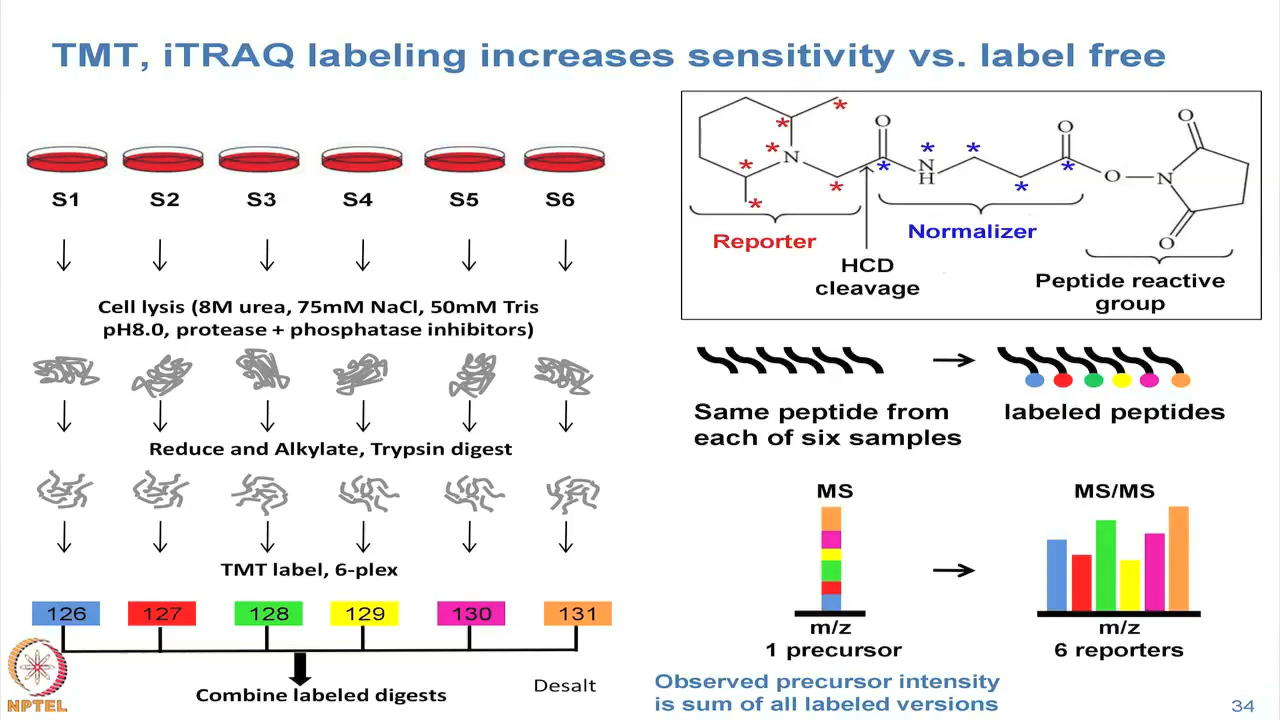 TMT, iTRAQ labeling increases sensitivity vs. label free
S1 S2 S3 S4 S5 S6
Cell lysis (8M urea, 75mM NaCl, 50mM Tris
pH8.0, protease + phosphatase inhibitors)
Reduce and Alkylate, Trypsin digest
TMT label, 6-plex
126 127 128 129 130 131
Combine labeled digests
Desalt
NPTEL
O O O
* * * * * * * * * * *
N N H O N
O
Reporter
Normalizer
HCD
cleavage
Peptide reactive
group
Same peptide from
each of six samples
labeled peptides
MS
MS/MS
m/z
1 precursor
m/z
6 reporters
Observed precursor intensity
is sum of all labeled versions
34